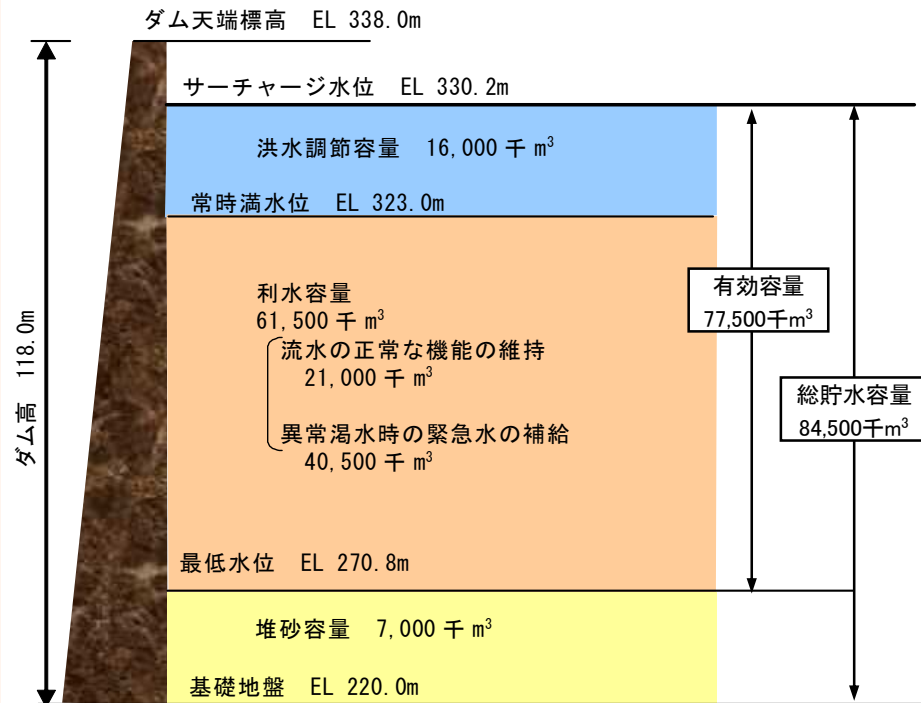 ダム天端標高 EL 338.0m
サーチャージ水位 EL 330.2m
洪水調節容量 16,000 千 m³
常時満水位 EL 323.0m
利水容量
61,500 千 m³
流水の正常な機能の維持
21,000 千 m³
異常渇水時の緊急水の補給
40,500 千 m³
最低水位 EL 270.8m
堆砂容量 7,000 千 m³
基礎地盤 EL 220.0m
ダム高 118.0m
有効容量
77,500千m³
総貯水容量
84,500千m³